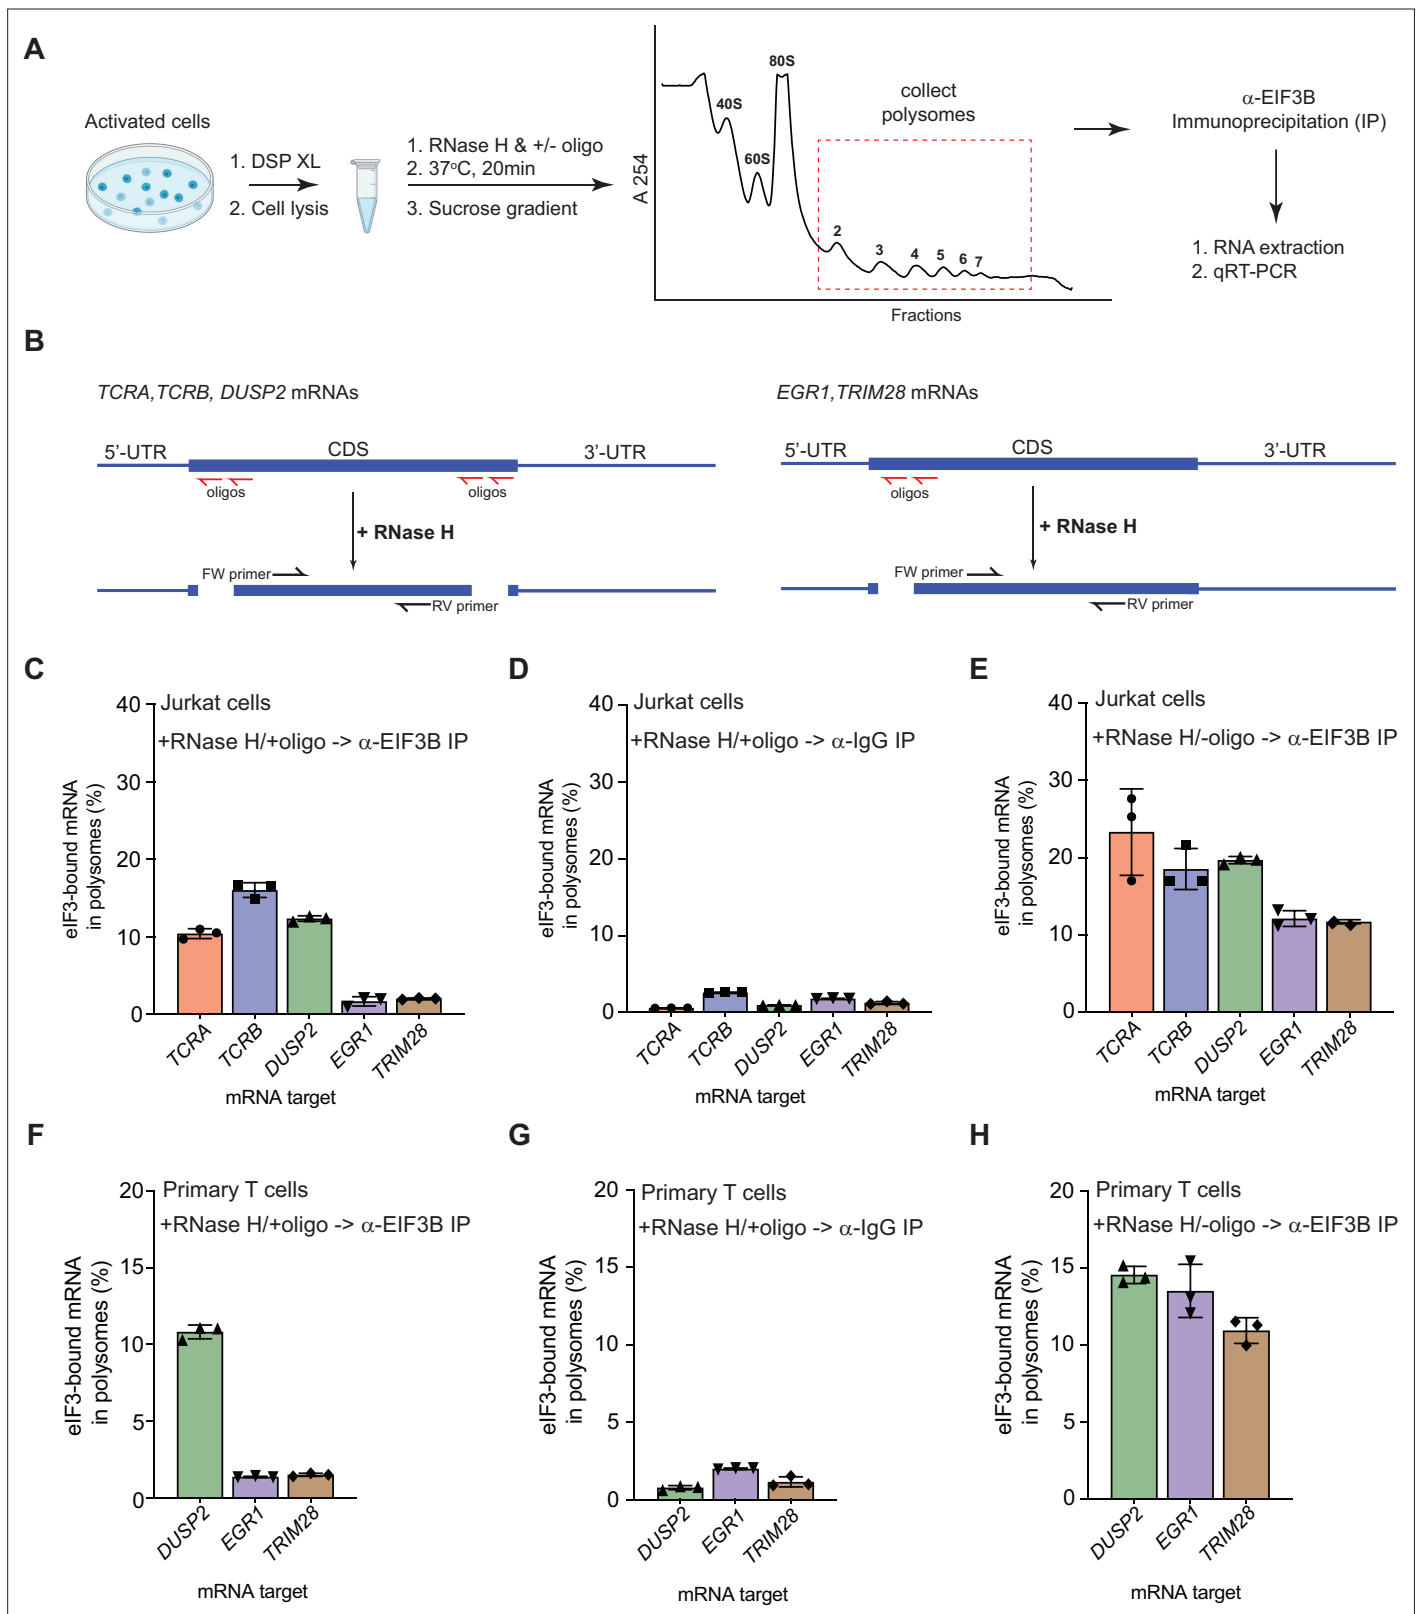 A
Activated cells
1. DSP XL
2. Cell lysis
1. RNase H & +/- oligo
2. 37°C, 20min
3. Sucrose gradient
A 254
40S
60S
80S
2
3
4
5
6
7
collect
polysomes
Fractions
α-EIF3B
Immunoprecipitation (IP)
1. RNA extraction
2. qRT-PCR
B
TCRA,TCRB, DUSP2 mRNAs
5'-UTR
CDS
3'-UTR
oligos
oligos
+ RNase H
FW primer
RV primer
EGR1,TRIM28 mRNAs
5'-UTR
CDS
3'-UTR
oligos
+ RNase H
FW primer
RV primer
C
Jurkat cells
+RNase H/+oligo -> α-EIF3B IP
eIF3-bound mRNA
in polysomes (%)
40
30
20
10
0
TCRA
TCRB
DUSP2
EGR1
TRIM28
mRNA target
D
Jurkat cells
+RNase H/+oligo -> α-IgG IP
eIF3-bound mRNA
in polysomes (%)
40
30
20
10
0
TCRA
TCRB
DUSP2
EGR1
TRIM28
mRNA target
E
Jurkat cells
+RNase H/-oligo -> α-EIF3B IP
eIF3-bound mRNA
in polysomes (%)
40
30
20
10
0
TCRA
TCRB
DUSP2
EGR1
TRIM28
mRNA target
F
Primary T cells
+RNase H/+oligo -> α-EIF3B IP
eIF3-bound mRNA
in polysomes (%)
20
15
10
5
0
DUSP2
EGR1
TRIM28
mRNA target
G
Primary T cells
+RNase H/+oligo -> α-IgG IP
eIF3-bound mRNA
in polysomes (%)
20
15
10
5
0
DUSP2
EGR1
TRIM28
mRNA target
H
Primary T cells
+RNase H/-oligo -> α-EIF3B IP
eIF3-bound mRNA
in polysomes (%)
20
15
10
5
0
DUSP2
EGR1
TRIM28
mRNA target